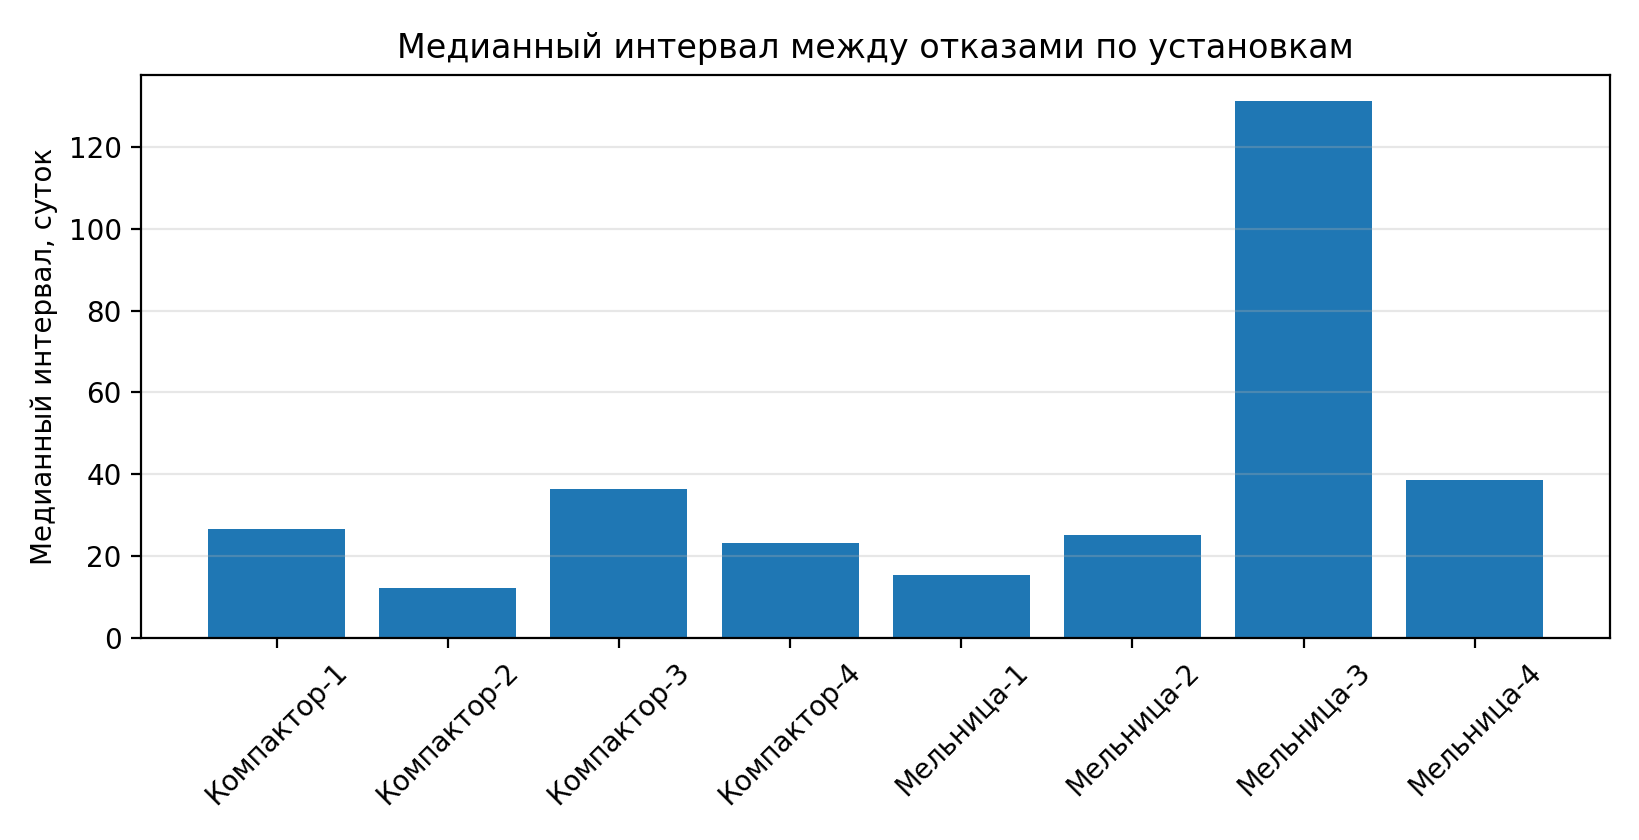 Медианный интервал между отказами по установкам
Медианный интервал, суток
120
100
80
60
40
20
0
Компактор-1
Компактор-2
Компактор-3
Компактор-4
Мельница-1
Мельница-2
Мельница-3
Мельница-4